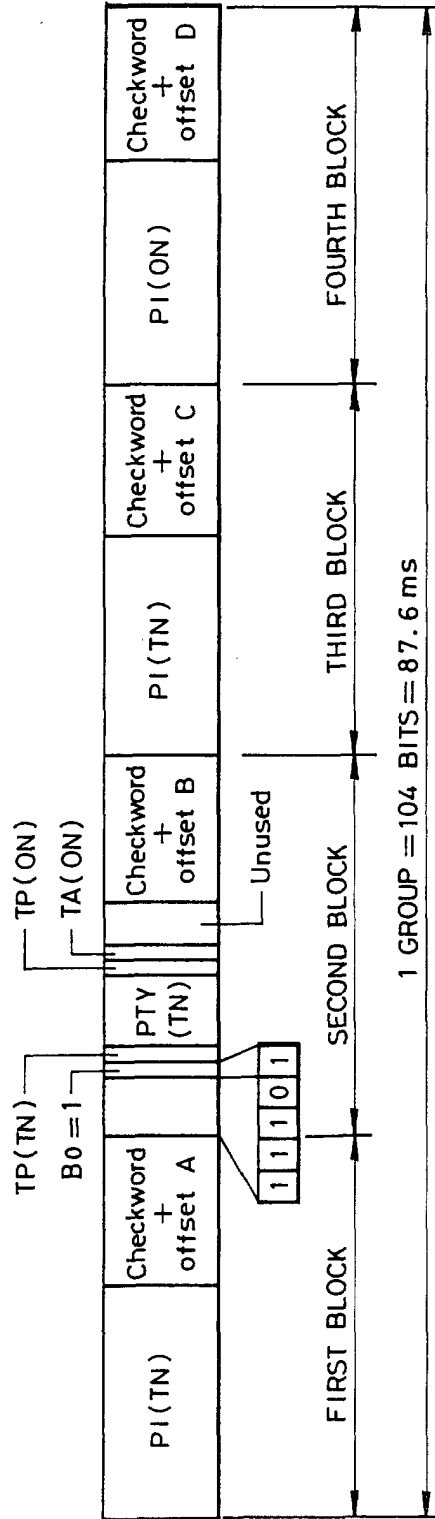 TP(TN)
B0=1
TP(ON)
TA(ON)
PI(TN)
Checkword
+
offset A
PTY
(TN)
Checkword
+
offset B
PI(TN)
Checkword
+
offset C
PI(ON)
Checkword
+
offset D
1 1 1 0 1
Unused
FIRST BLOCK
SECOND BLOCK
THIRD BLOCK
FOURTH BLOCK
1 GROUP = 104 BITS = 87.6 ms